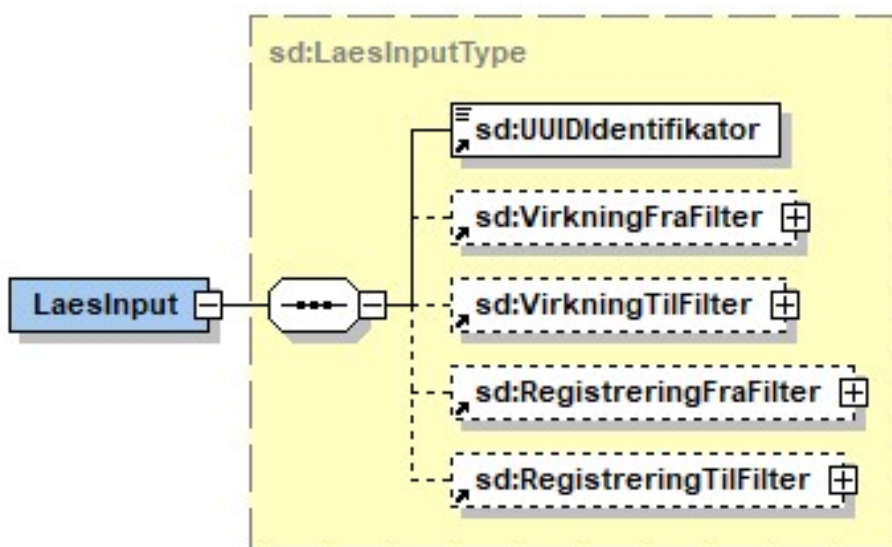 sd:LaesInputType
sd:UUIDIdentifikator
sd:VirkningFraFilter
LaesInput
sd:VirkningTilFilter
sd:RegistreringFraFilter
sd:RegistreringTilFilter